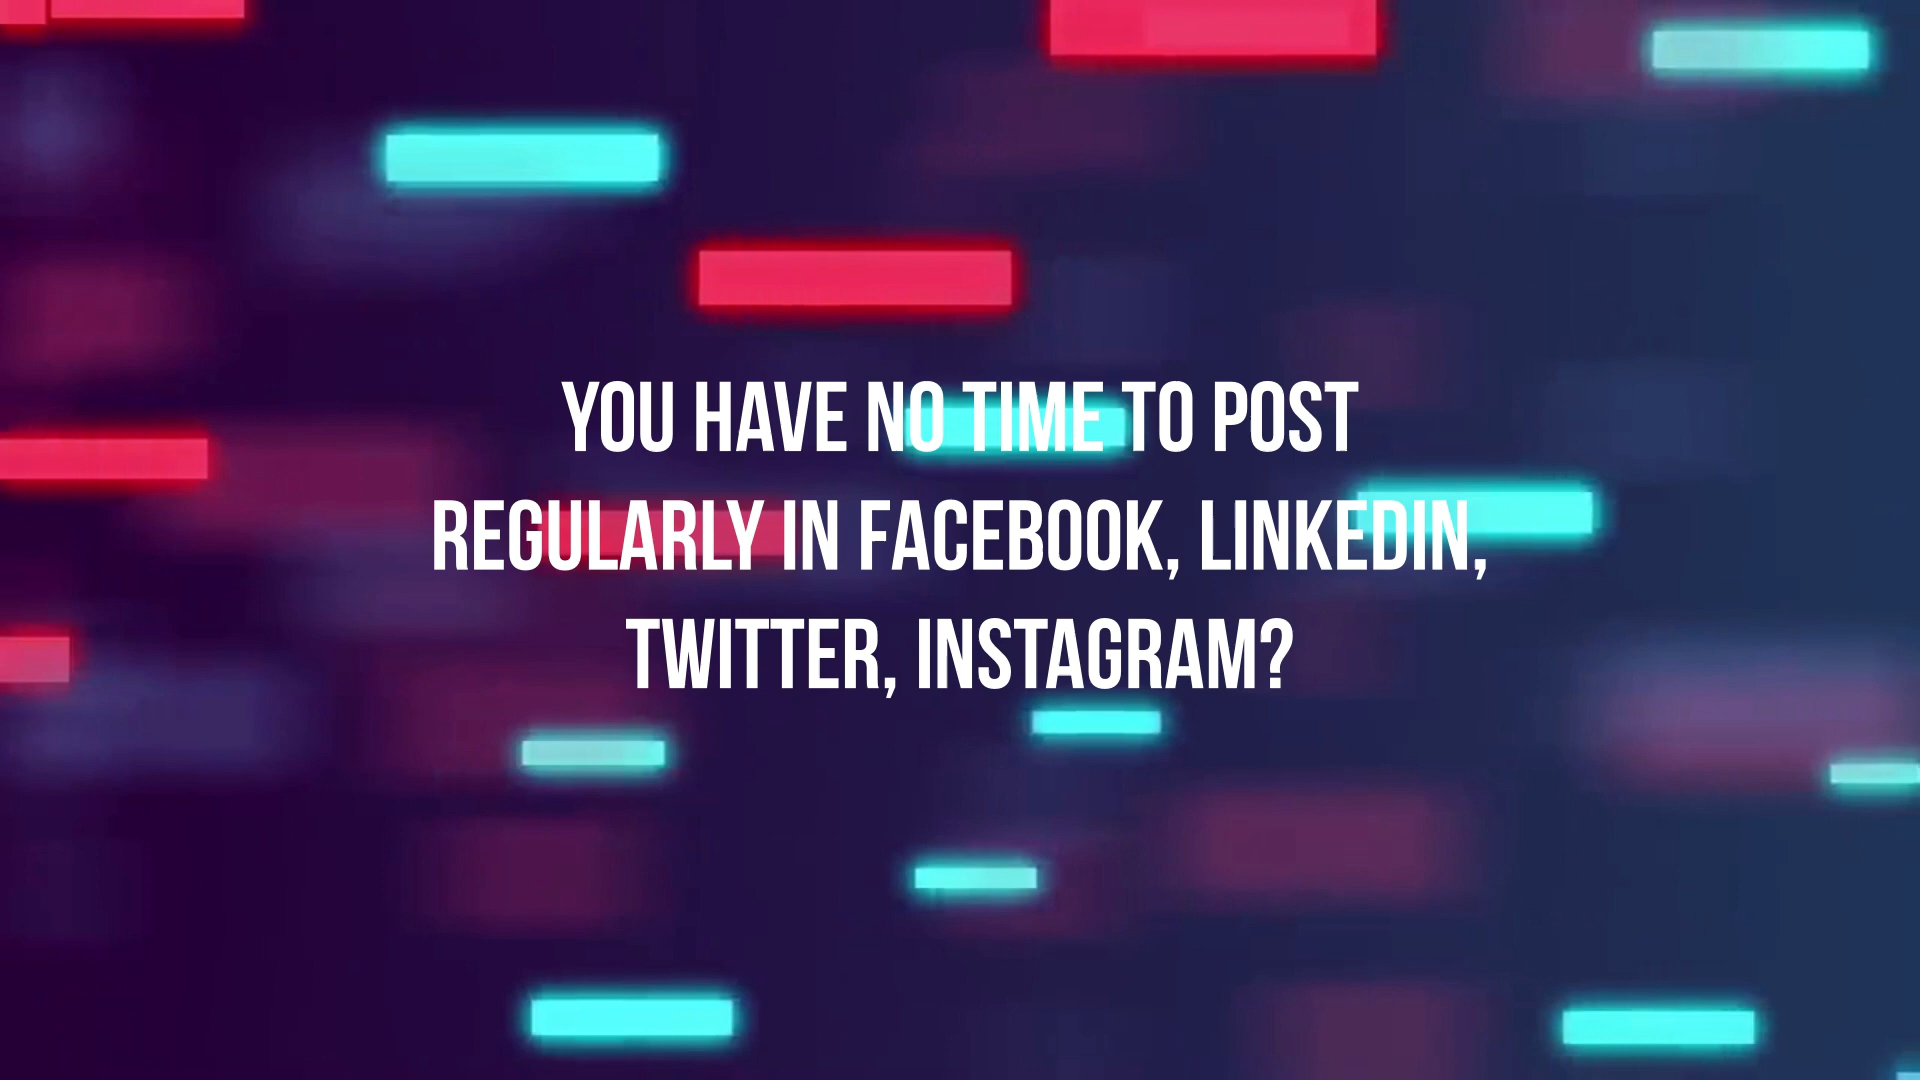 YOU HAVE NO TIME TO POST
REGULARLY IN FACEBOOK, LINKEDIN,
TWITTER, INSTAGRAM?